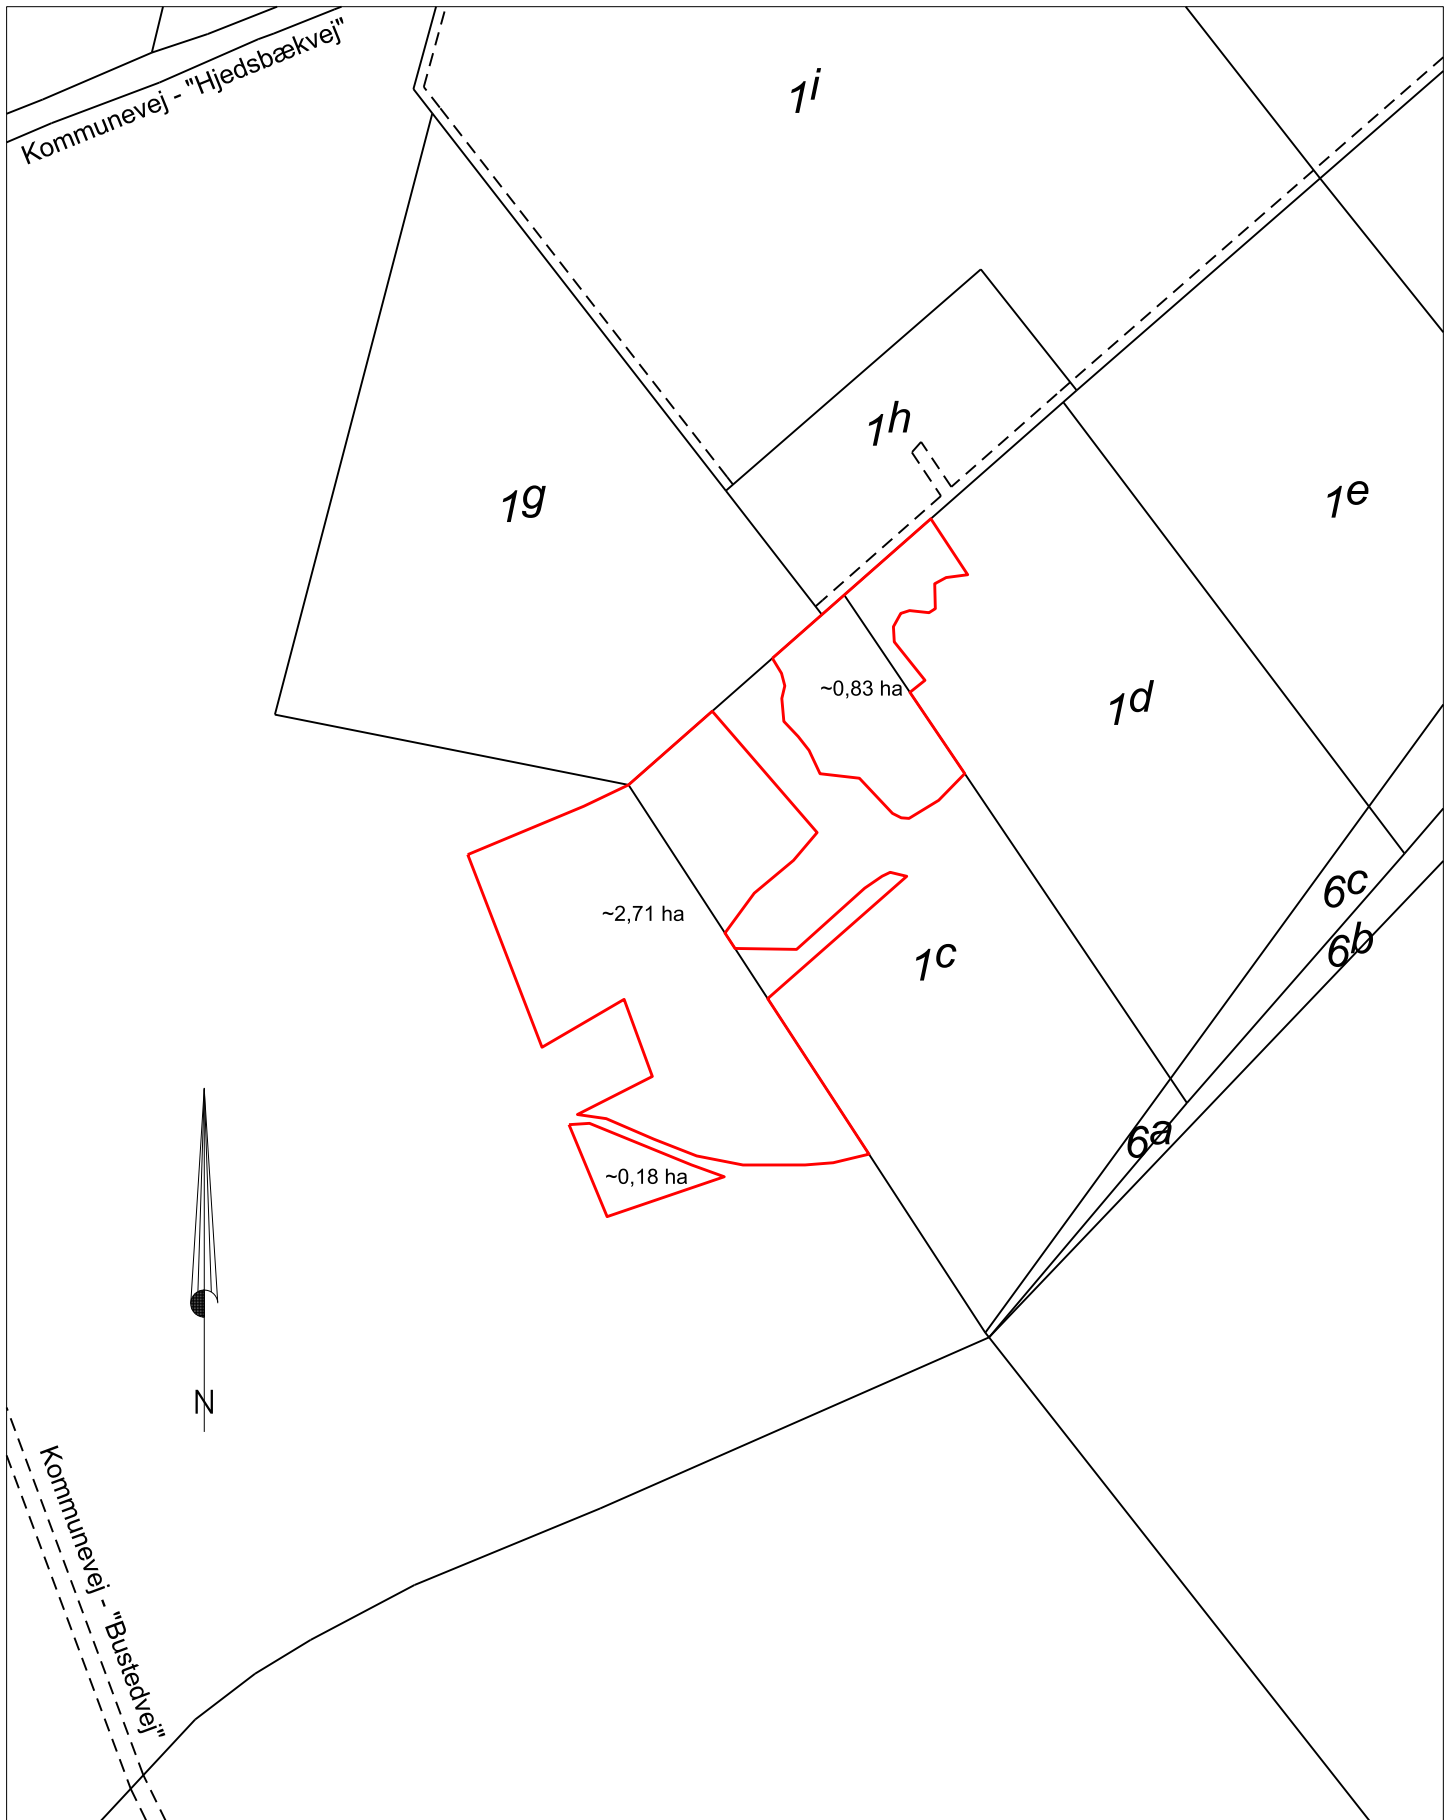 Kommunevej - "Hjedsbækvej"
1i
1h
1g
1e
~0,83 ha
1d
6c
~2,71 ha
6b
1c
6a
~0,18 ha
N
Kommunevej - "Bustedvej"